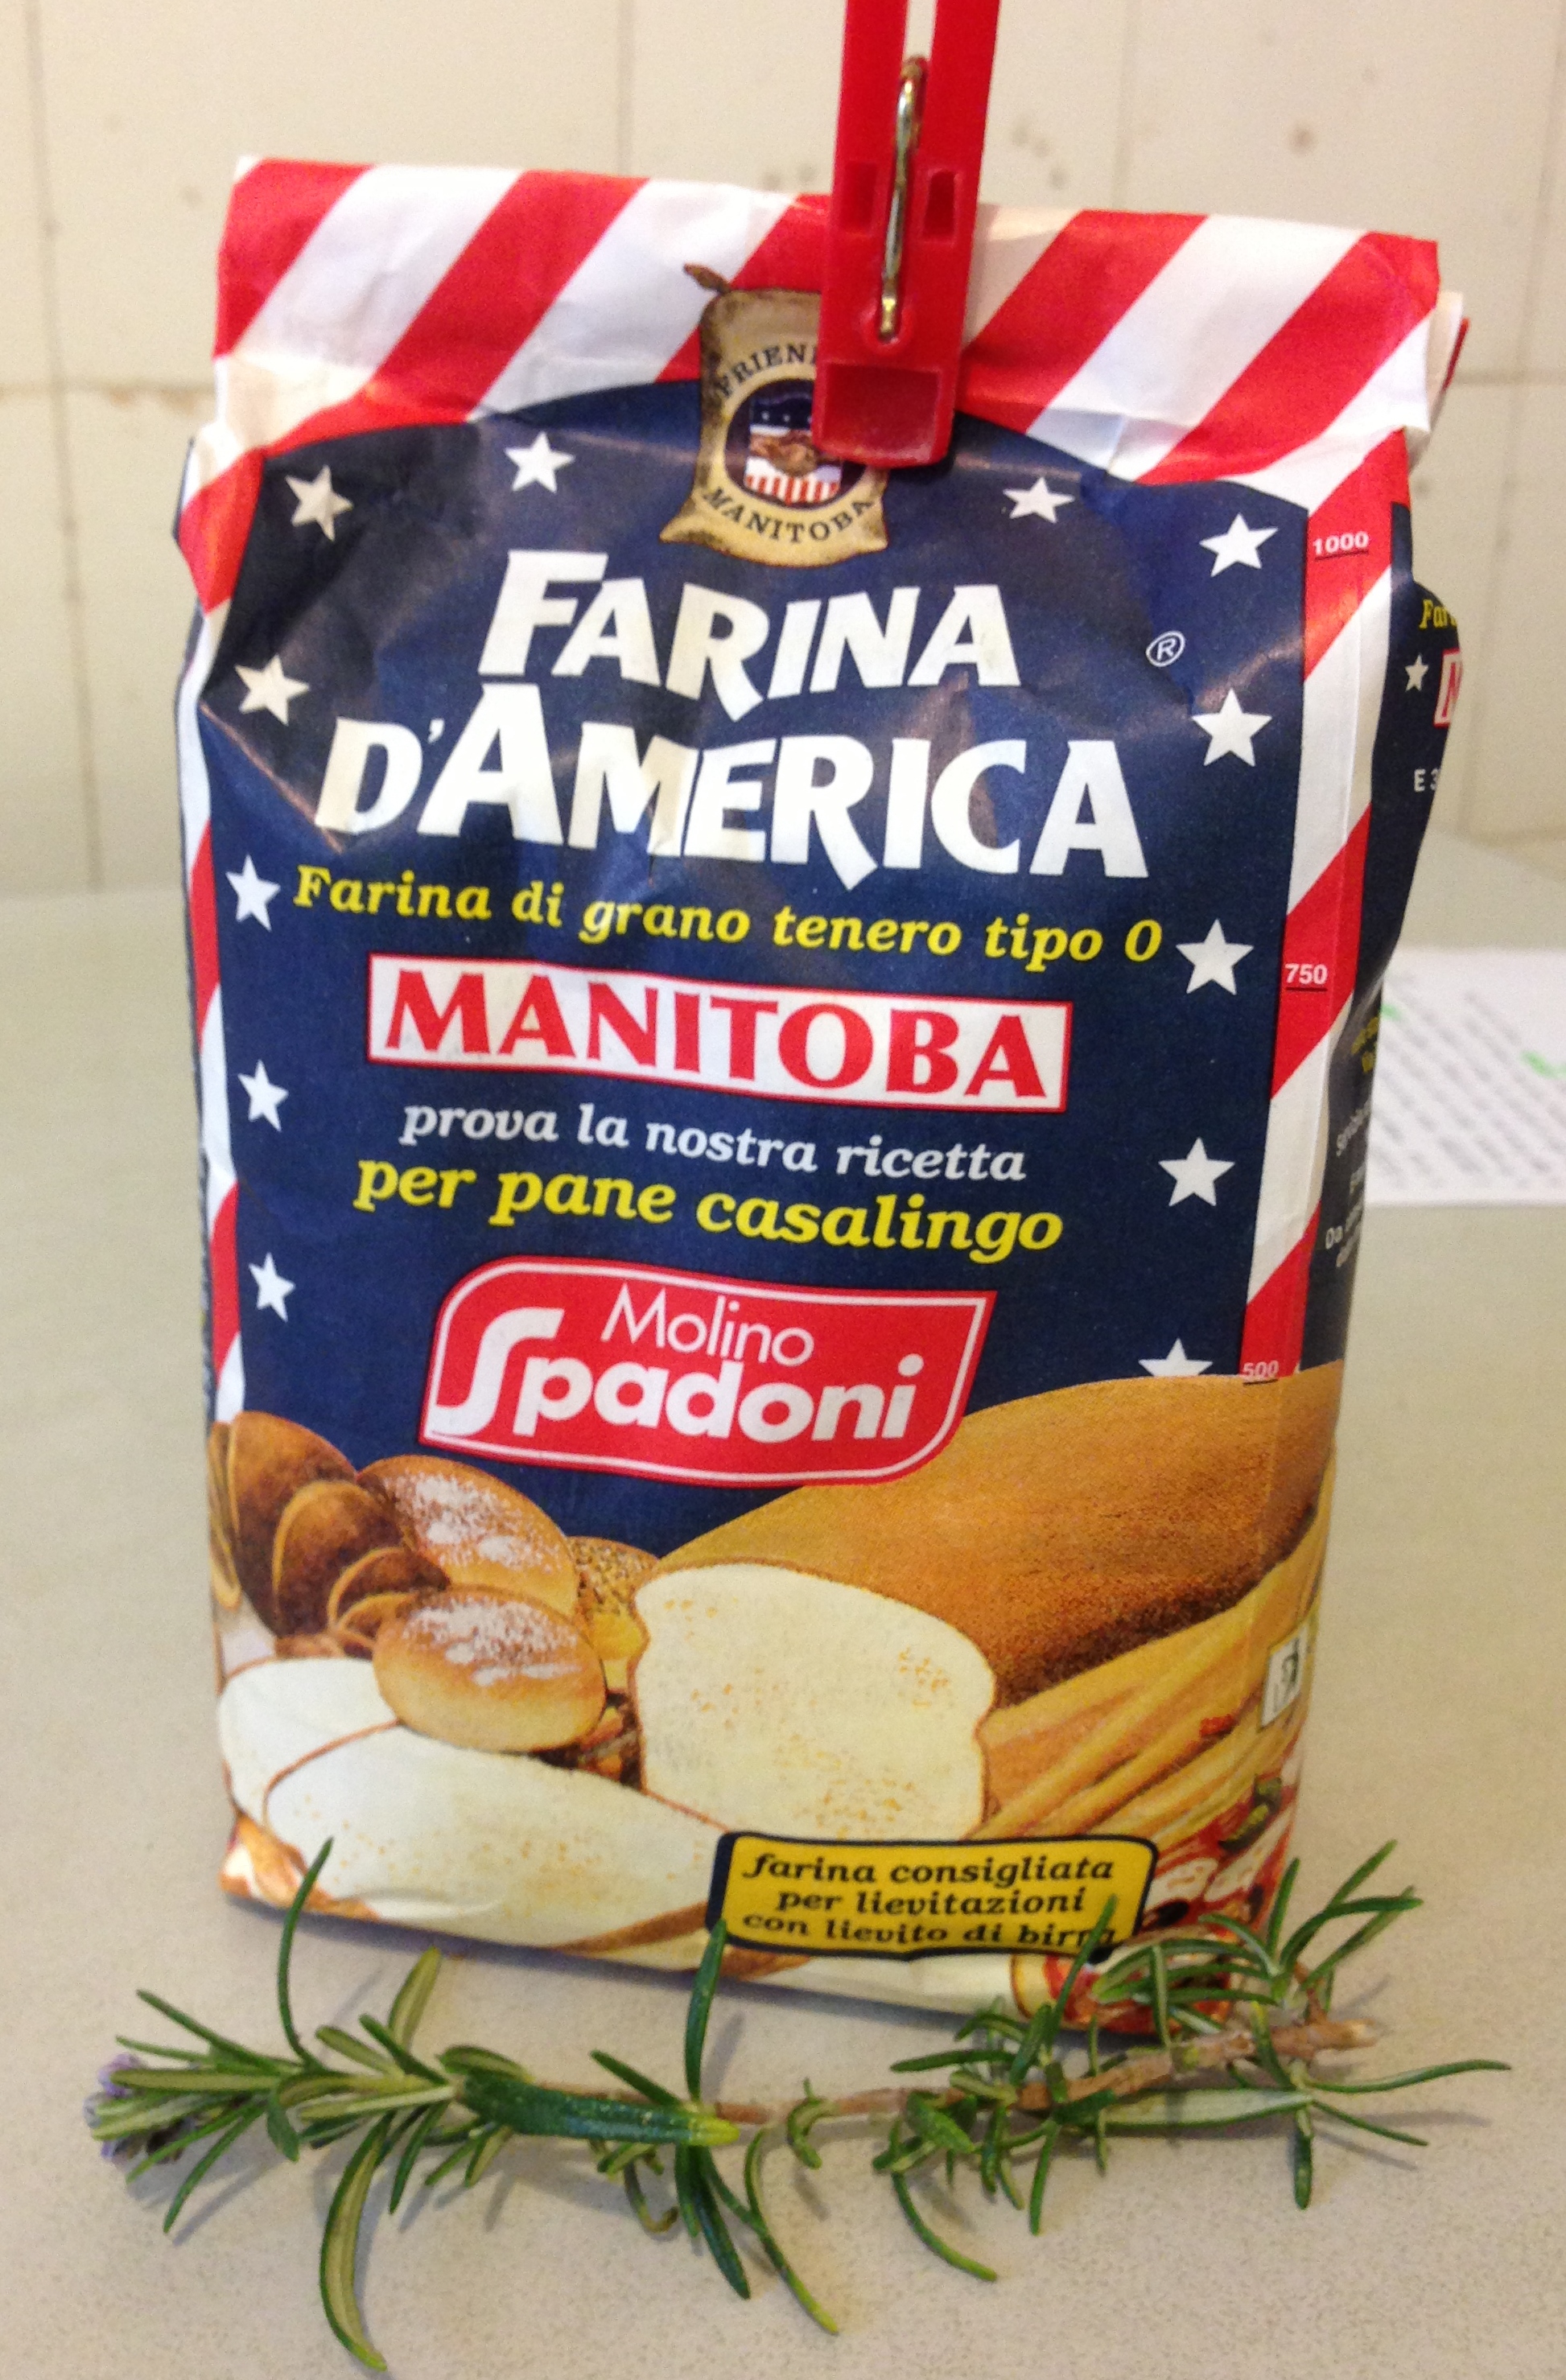 MANITOBA
FARINA
®
D'AMERICA
Farina di grano tenero tipo 0
MANITOBA
prova la nostra ricetta
per pane casalingo
Molino
Spadoni
farina consigliata
per lievitazioni
con lievito di birra
1000
750
500